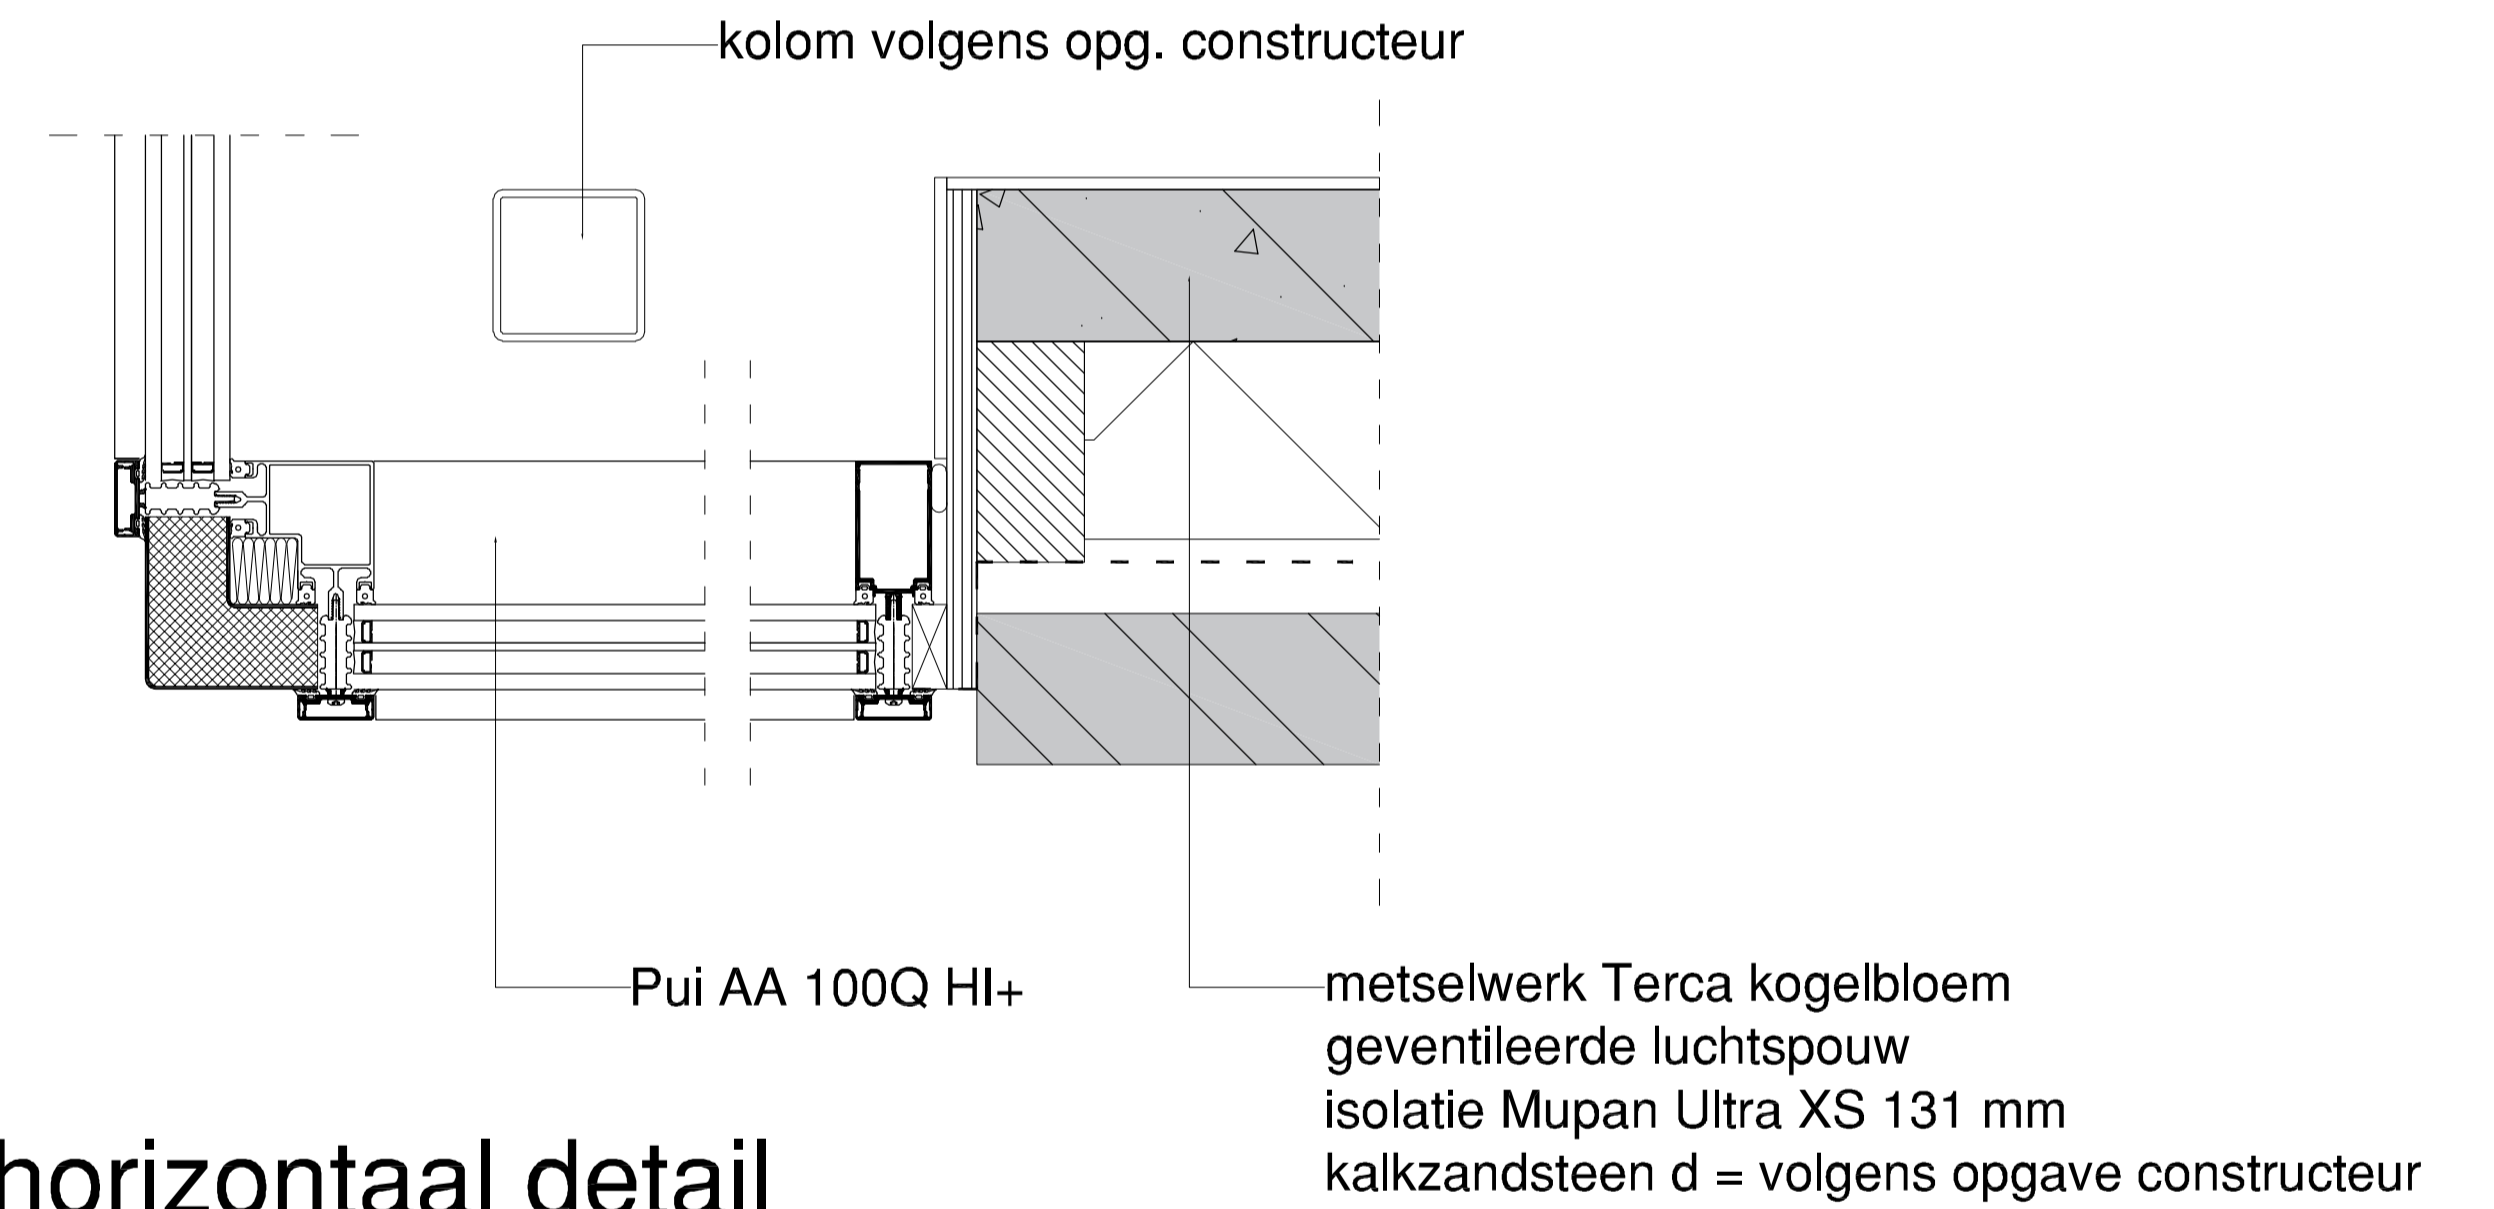 kolom volgens opg. constructeur
Pui AA 100Q HI+
metselwerk Terca kogelbloem
geventileerde luchtspouw
isolatie Mupan Ultra XS 131 mm
kalkzandsteen d = volgens opgave constructeur
horizontaal detail